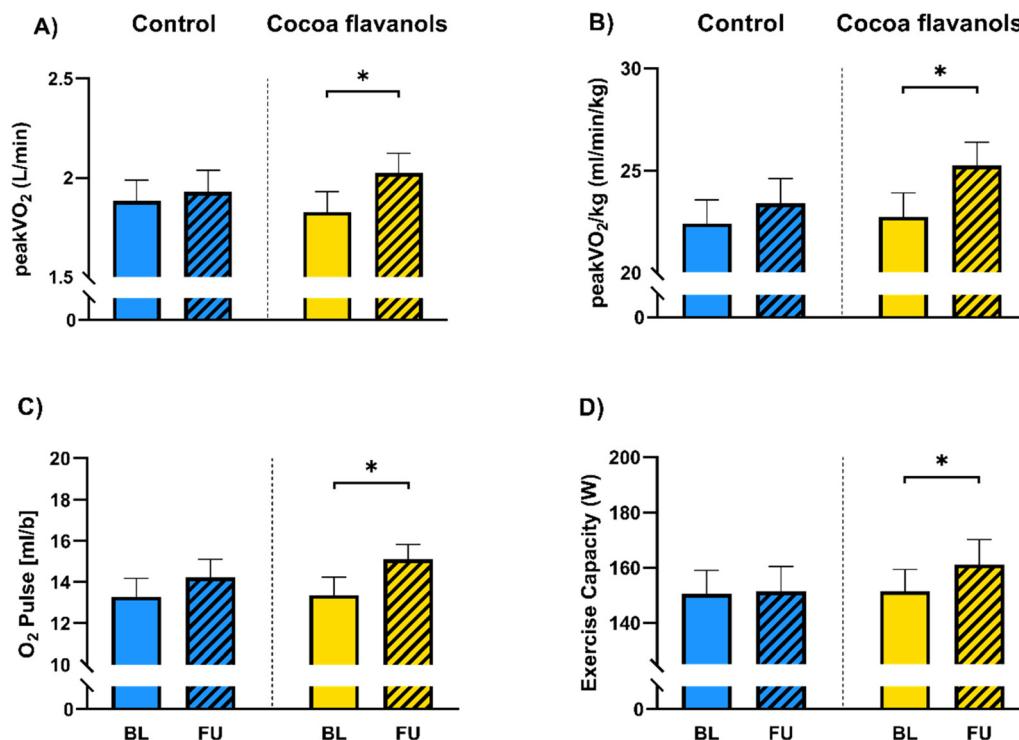 A) Control Cocoa flavanols
peakVO₂ (L/min)
2.5
2
1.5
0
*
B) Control Cocoa flavanols
peakVO₂/kg (ml/min/kg)
30
25
20
0
*
C)
O₂ Pulse [ml/b]
20
18
16
14
12
10
0
*
BL FU BL FU
D)
Exercise Capacity (W)
200
180
160
140
0
*
BL FU BL FU